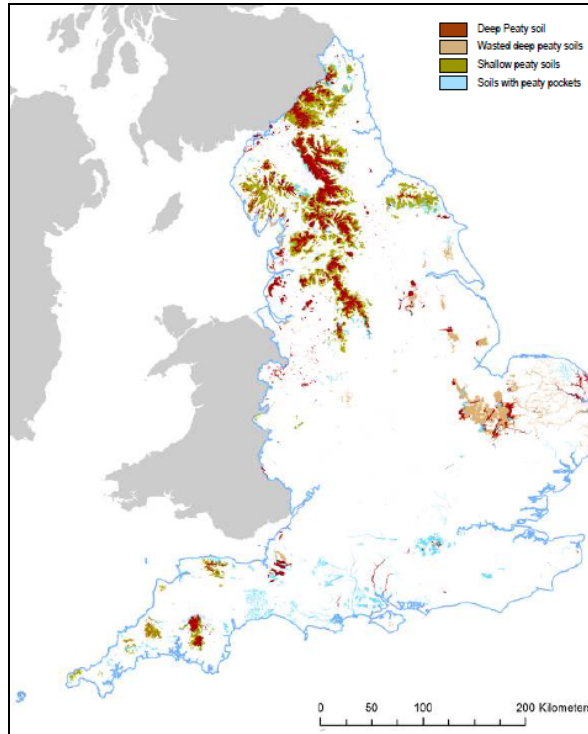 Deep Peaty soil
Wasted deep peaty soils
Shallow peaty soils
Soils with peaty pockets
0 50 100 200 Kilometers